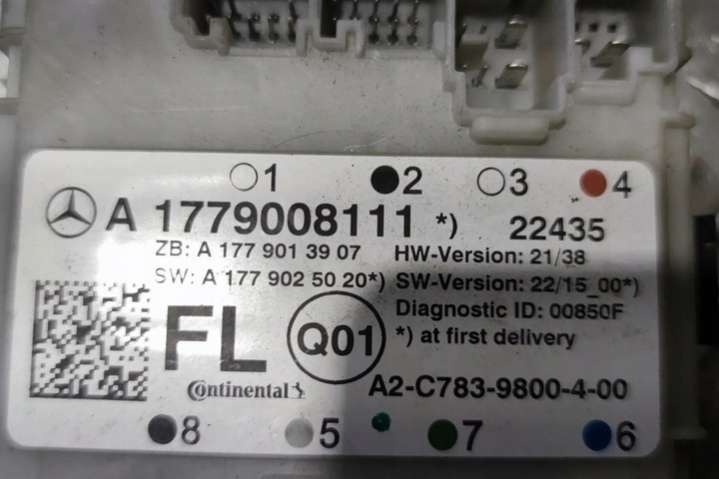 1 2 3 4
A 1779008111 *) 22435
ZB: A 177 901 39 07 HW-Version: 21/38
SW: A 177 902 50 20*) SW-Version: 22/15_00*)
Diagnostic ID: 00850F
FL Q01 *) at first delivery
Continental A2-C783-9800-4-00
8 5 7 6